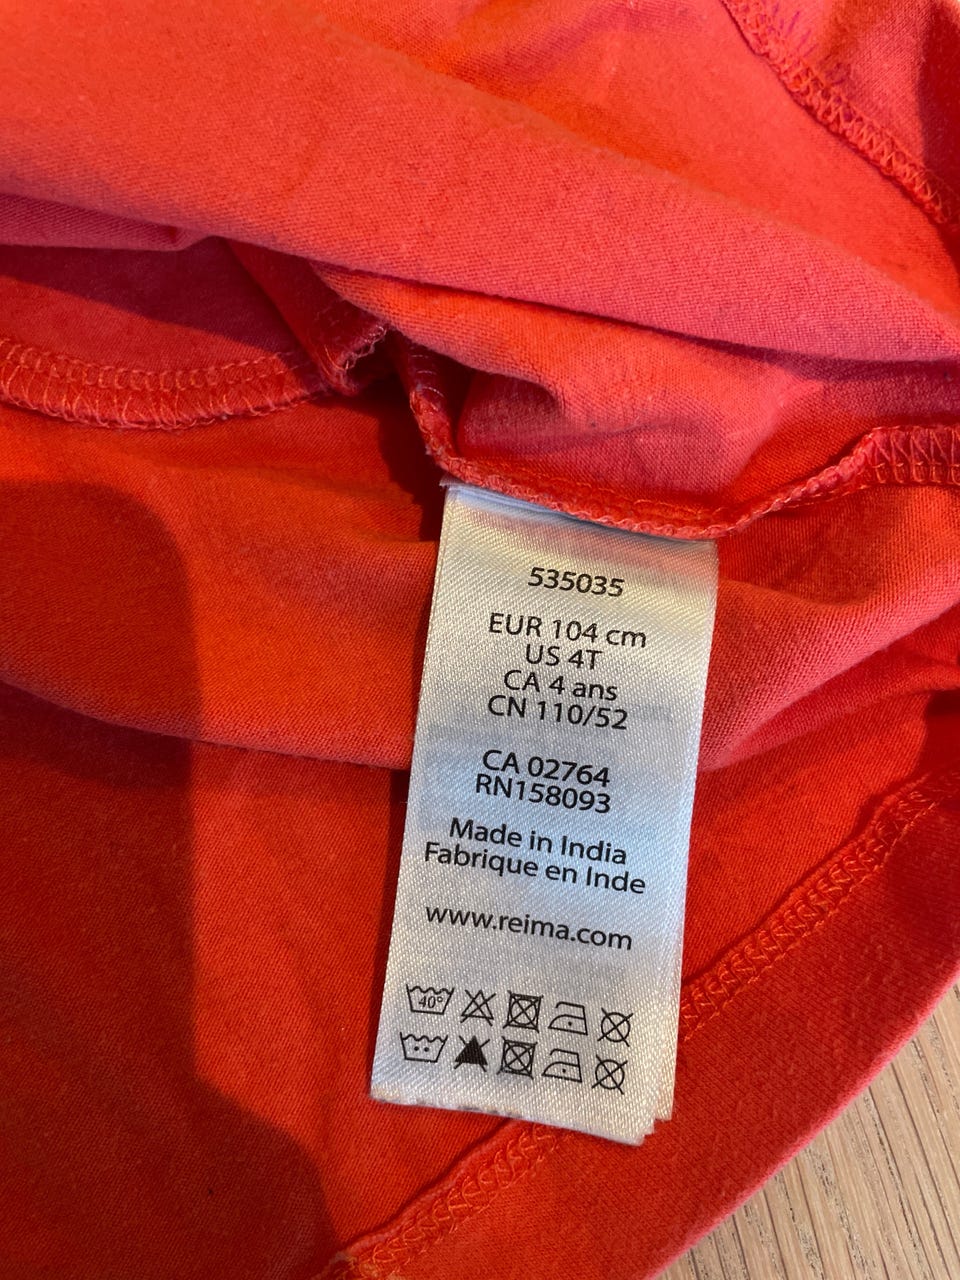 535035
EUR 104 cm
US 4T
CA 4 ans
CN 110/52
CA 02764
RN158093
Made in India
Fabrique en Inde
www.reima.com
40°